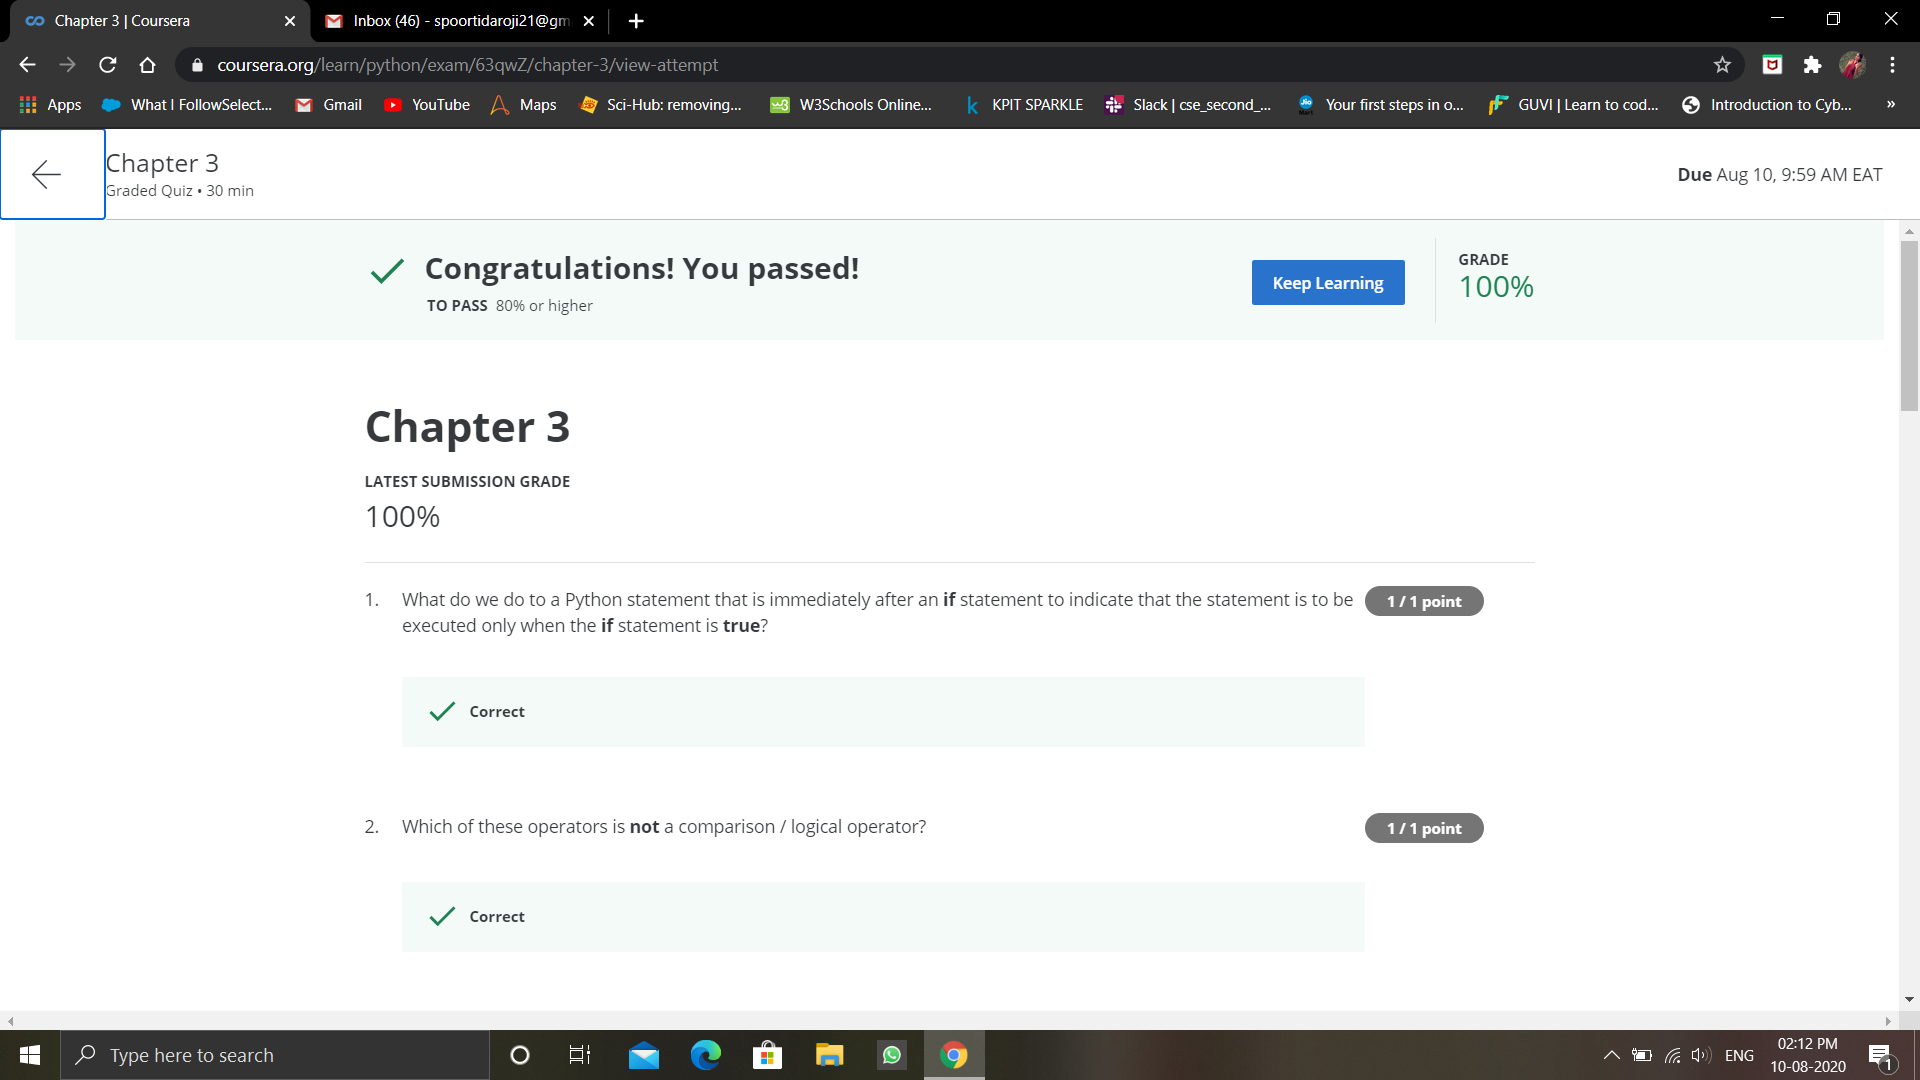 Chapter 3 | Coursera
Inbox (46) - spoortidaroji21@gm
coursera.org/learn/python/exam/63qwZ/chapter-3/view-attempt
Apps
What I FollowSelect...
Gmail
YouTube
Maps
Sci-Hub: removing...
W3Schools Online...
KPIT SPARKLE
Slack | cse_second_...
Your first steps in o...
GUVI | Learn to cod...
Introduction to Cyb...
»
Chapter 3
Graded Quiz • 30 min
Due Aug 10, 9:59 AM EAT
Congratulations! You passed!
TO PASS 80% or higher
Keep Learning
GRADE
100%
Chapter 3
LATEST SUBMISSION GRADE
100%
1. What do we do to a Python statement that is immediately after an if statement to indicate that the statement is to be
executed only when the if statement is true?
1 / 1 point
Correct
2. Which of these operators is not a comparison / logical operator?
1 / 1 point
Correct
Type here to search
ENG
02:12 PM
10-08-2020
1